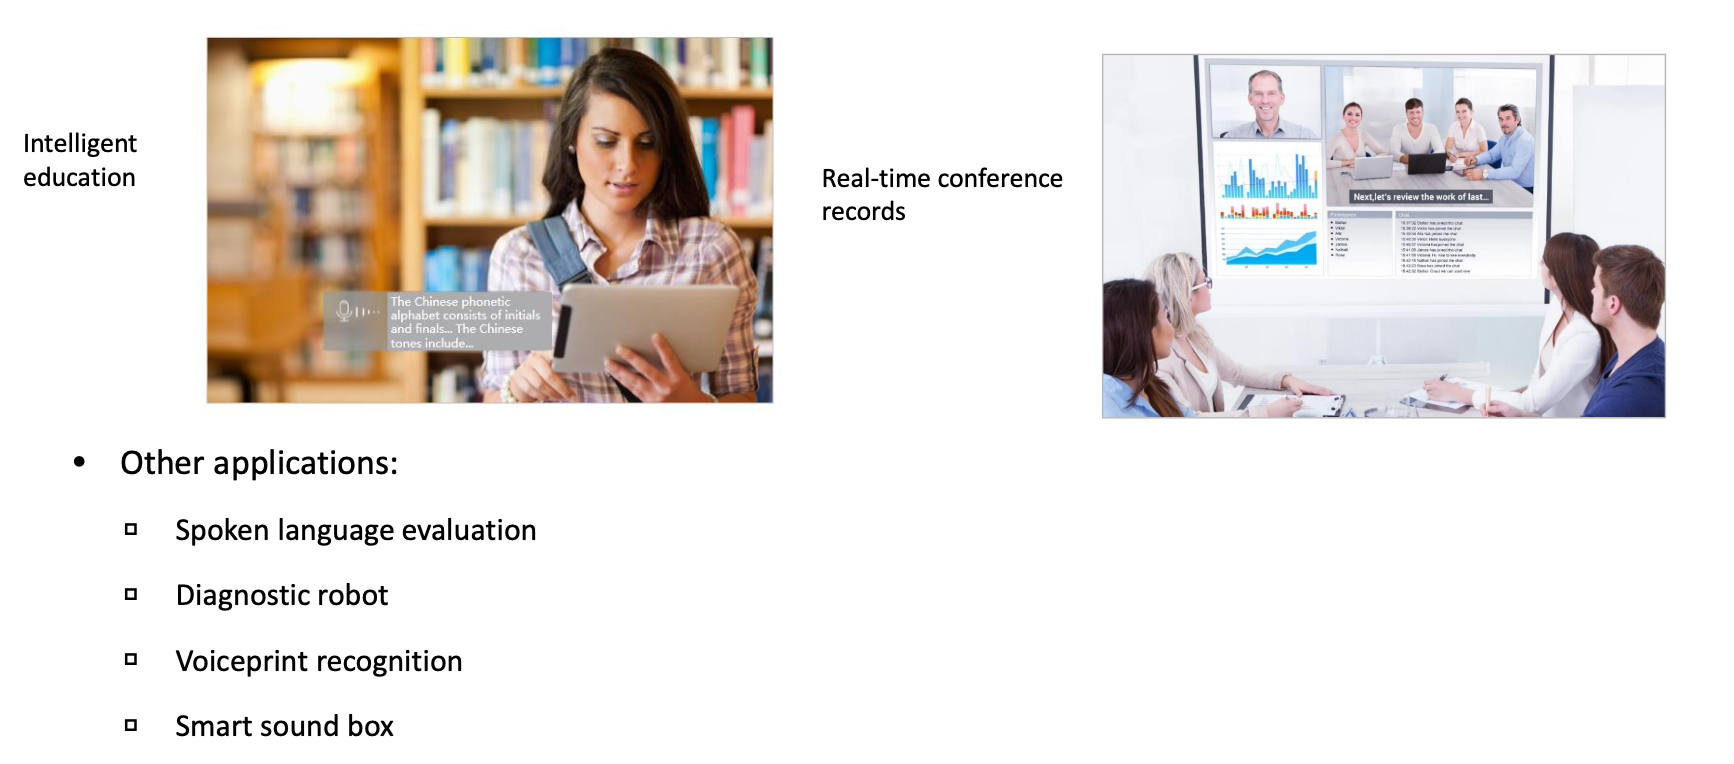 Intelligent
education
The Chinese phonetic
alphabet consists of initials
and finals... The Chinese
tones include...
Real-time conference
records
Next,let's review the work of last...
Participants
Chat
• Other applications:
Spoken language evaluation
Diagnostic robot
Voiceprint recognition
Smart sound box